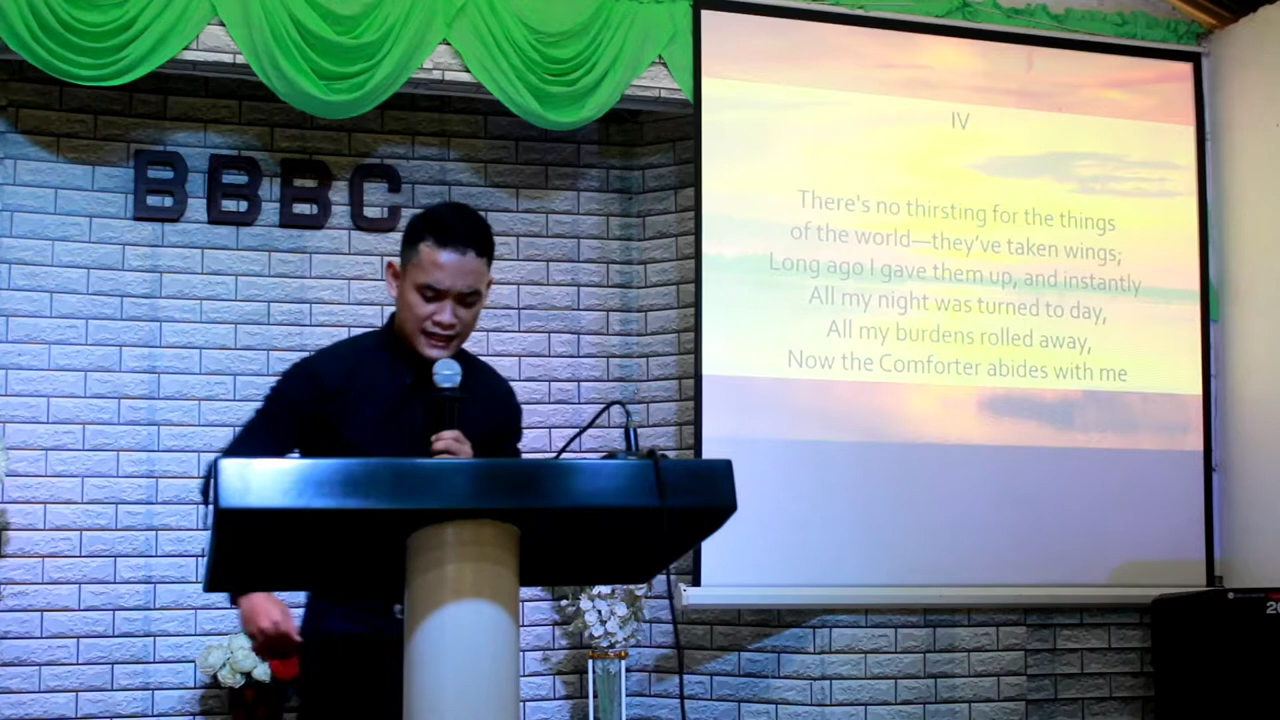 BBBC
IV
There's no thirsting for the things
of the world—they've taken wings;
Long ago I gave them up, and instantly
All my night was turned to day,
All my burdens rolled away,
Now the Comforter abides with me